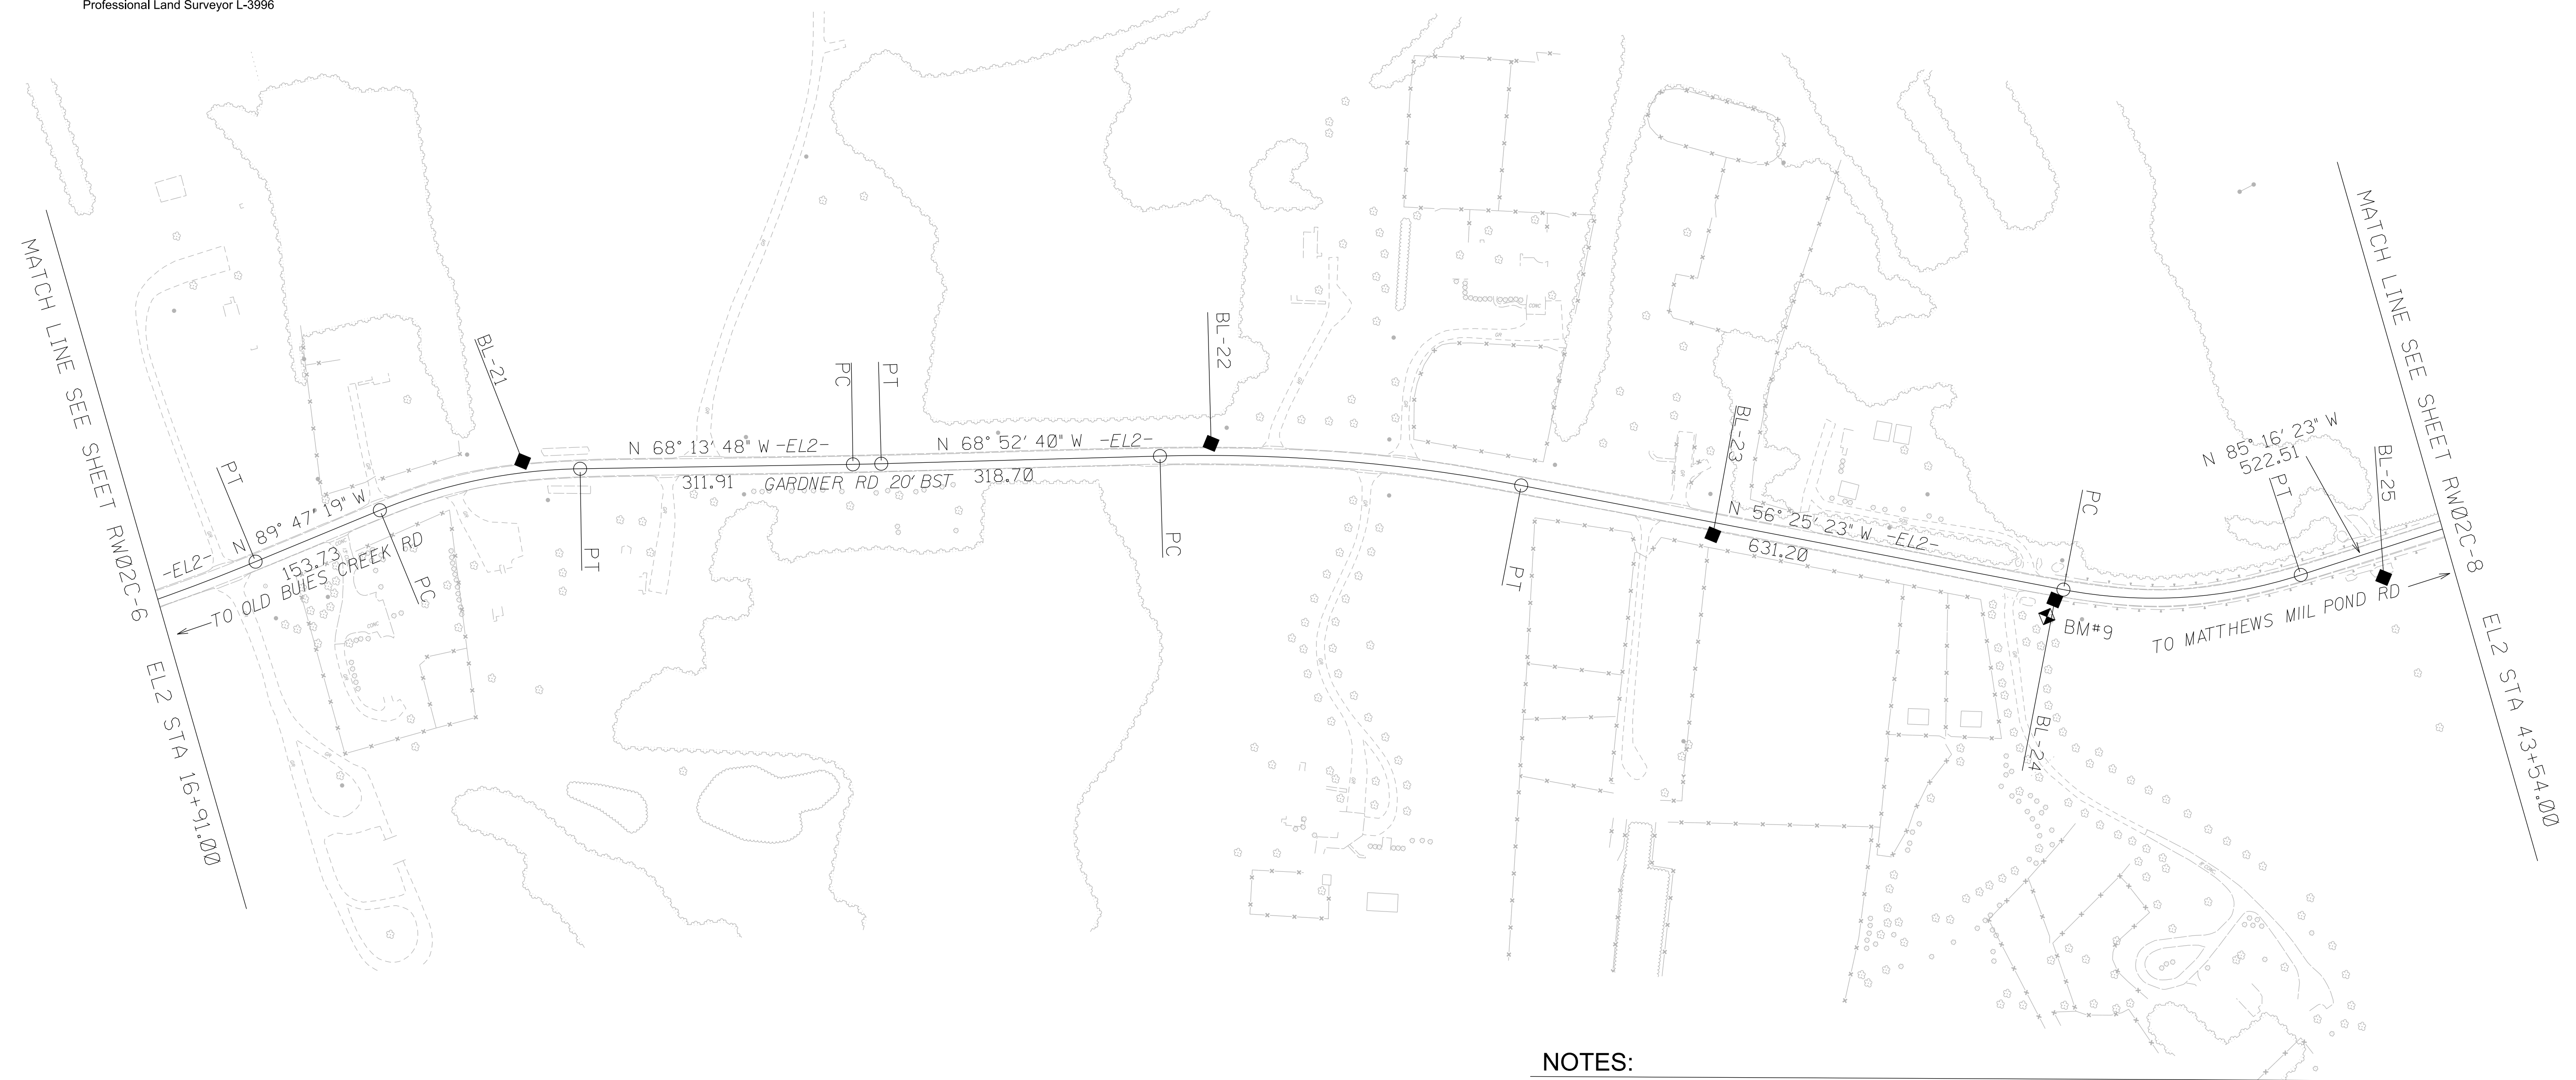 Professional Land Surveyor L-3996
MATCH LINE SEE SHEET RW02C-6   EL2 STA 16+91.00
-EL2-
N 89° 47' 19" W
153.73
TO OLD BUIES CREEK RD
PT
PC
BL-21
PT
N 68° 13' 48" W -EL2-
311.91
GARDNER RD 20' BST
PC
PT
N 68° 52' 40" W -EL2-
318.70
BL-22
PC
PT
BL-23
N 56° 25' 23" W -EL2-
631.20
PC
BM#9
BL-24
TO MATTHEWS MIIL POND RD
N 85° 16' 23" W
522.51
PT
BL-25
MATCH LINE SEE SHEET RW02C-8   EL2 STA 43+54.00
NOTES: